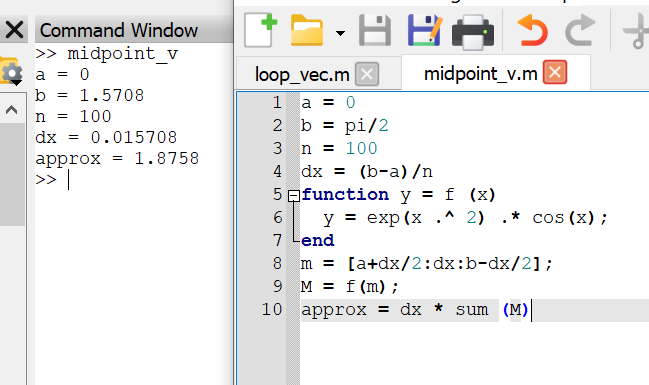 Command Window
>> midpoint_v
a = 0
b = 1.5708
n = 100
dx = 0.015708
approx = 1.8758
>>
loop_vec.m
midpoint_v.m
1 a = 0
2 b = pi/2
3 n = 100
4 dx = (b-a)/n
5 function y = f (x)
6 y = exp(x .^ 2) .* cos(x);
7 end
8 m = [a+dx/2:dx:b-dx/2];
9 M = f(m);
10 approx = dx * sum (M)